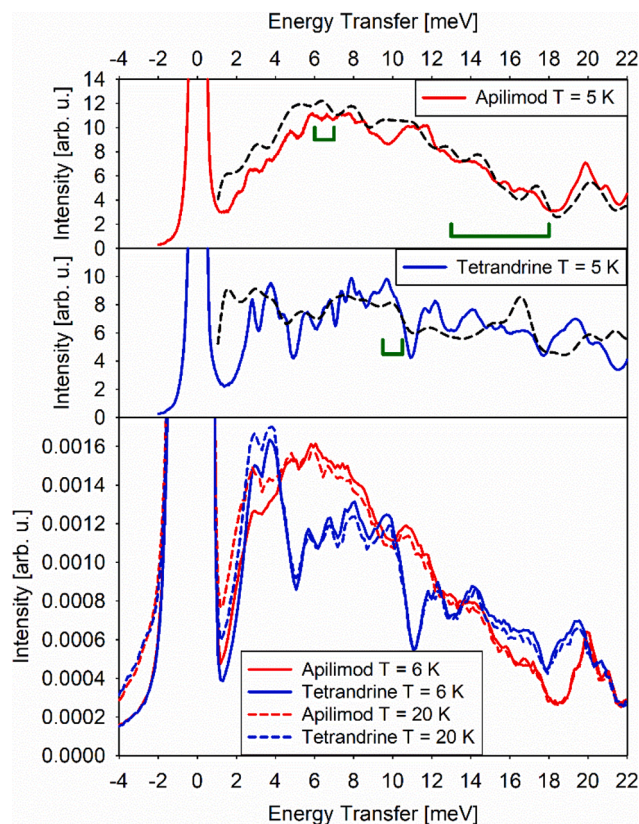 Energy Transfer [meV]
-4 -2 0 2 4 6 8 10 12 14 16 18 20 22
Intensity [arb. u.]
14
12
10
8
6
4
2
0
Apilimod T = 5 K
Intensity [arb. u.]
10
8
6
4
2
0
Tetrandrine T = 5 K
Intensity [arb. u.]
0.0016
0.0014
0.0012
0.0010
0.0008
0.0006
0.0004
0.0002
0.0000
Apilimod T = 6 K
Tetrandrine T = 6 K
Apilimod T = 20 K
Tetrandrine T = 20 K
-4 -2 0 2 4 6 8 10 12 14 16 18 20 22
Energy Transfer [meV]